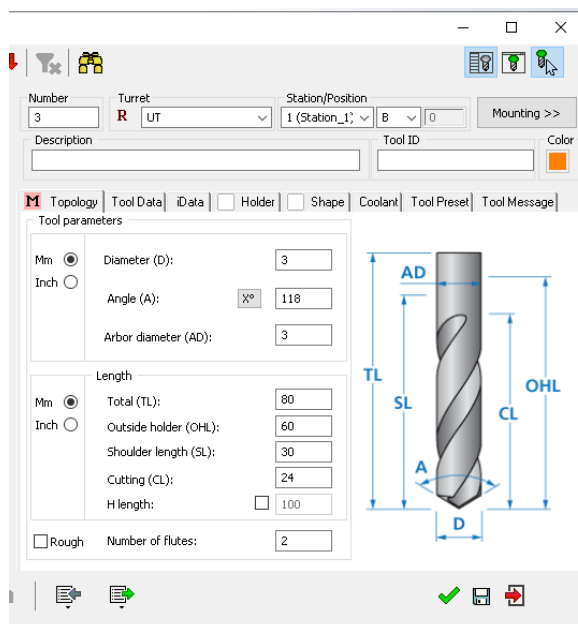 Number Turret Station/Position
3 R UT 1 (Station_1) B 0 Mounting >>
Description Tool ID Color
M Topology Tool Data iData Holder Shape Coolant Tool Preset Tool Message
Tool parameters
Mm Diameter (D): 3
Inch
Angle (A): Xº 118
Arbor diameter (AD): 3
Length
Mm Total (TL): 80
Inch Outside holder (OHL): 60
Shoulder length (SL): 30
Cutting (CL): 24
H length: 100
Rough Number of flutes: 2
AD
TL
OHL
SL
CL
A
D